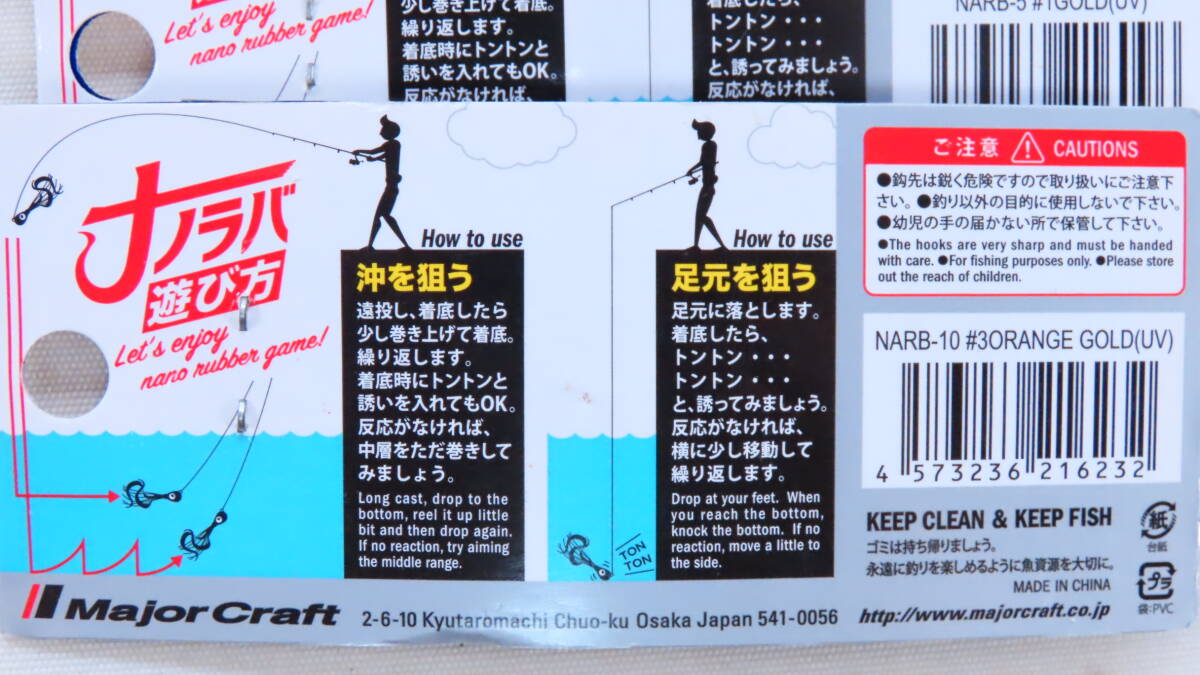 Let's enjoy
nano rubber game!
少し巻き上げて着底。
繰り返します。
着底時にトントンと
誘いを入れてもOK。
反応がなければ、
着底したら、
トントン・・・
トントン・・・
と、誘ってみましょう。
反応がなければ、
NARB-5 #1GOLD(UV)
ナノラバ
遊び方
Let's enjoy
nano rubber game!
How to use
沖を狙う
遠投し、着底したら
少し巻き上げて着底。
繰り返します。
着底時にトントンと
誘いを入れてもOK。
反応がなければ、
中層をただ巻きして
みましょう。
Long cast, drop to the
bottom, reel it up little
bit and then drop again.
If no reaction, try aiming
the middle range.
How to use
足元を狙う
足元に落とします。
着底したら、
トントン・・・
トントン・・・
と、誘ってみましょう。
反応がなければ、
横に少し移動して
繰り返します。
Drop at your feet. When
you reach the bottom,
knock the bottom. If no
reaction, move a little to
the side.
TON
TON
ご注意 CAUTIONS
●鈎先は鋭く危険ですので取り扱いにご注意下
さい。●釣り以外の目的に使用しないで下さい。
●幼児の手の届かない所で保管して下さい。
●The hooks are very sharp and must be handed
with care. ●For fishing purposes only. ●Please store
out the reach of children.
NARB-10 #3ORANGE GOLD(UV)
4 573236 216232
KEEP CLEAN & KEEP FISH
ゴミは持ち帰りましょう。
永遠に釣りを楽しめるように魚資源を大切に。
MADE IN CHINA
紙
台紙
プラ
袋:PVC
Major Craft
2-6-10 Kyutaromachi Chuo-ku Osaka Japan 541-0056
http://www.majorcraft.co.jp